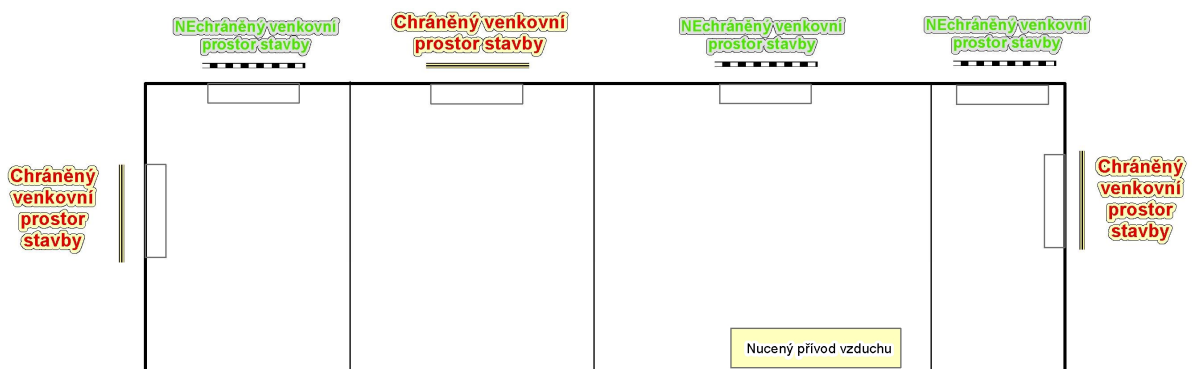 NEchráněný venkovní
prostor stavby
Chráněný venkovní
prostor stavby
NEchráněný venkovní
prostor stavby
NEchráněný venkovní
prostor stavby
Chráněný
venkovní
prostor
stavby
Chráněný
venkovní
prostor
stavby
Nucený přívod vzduchu